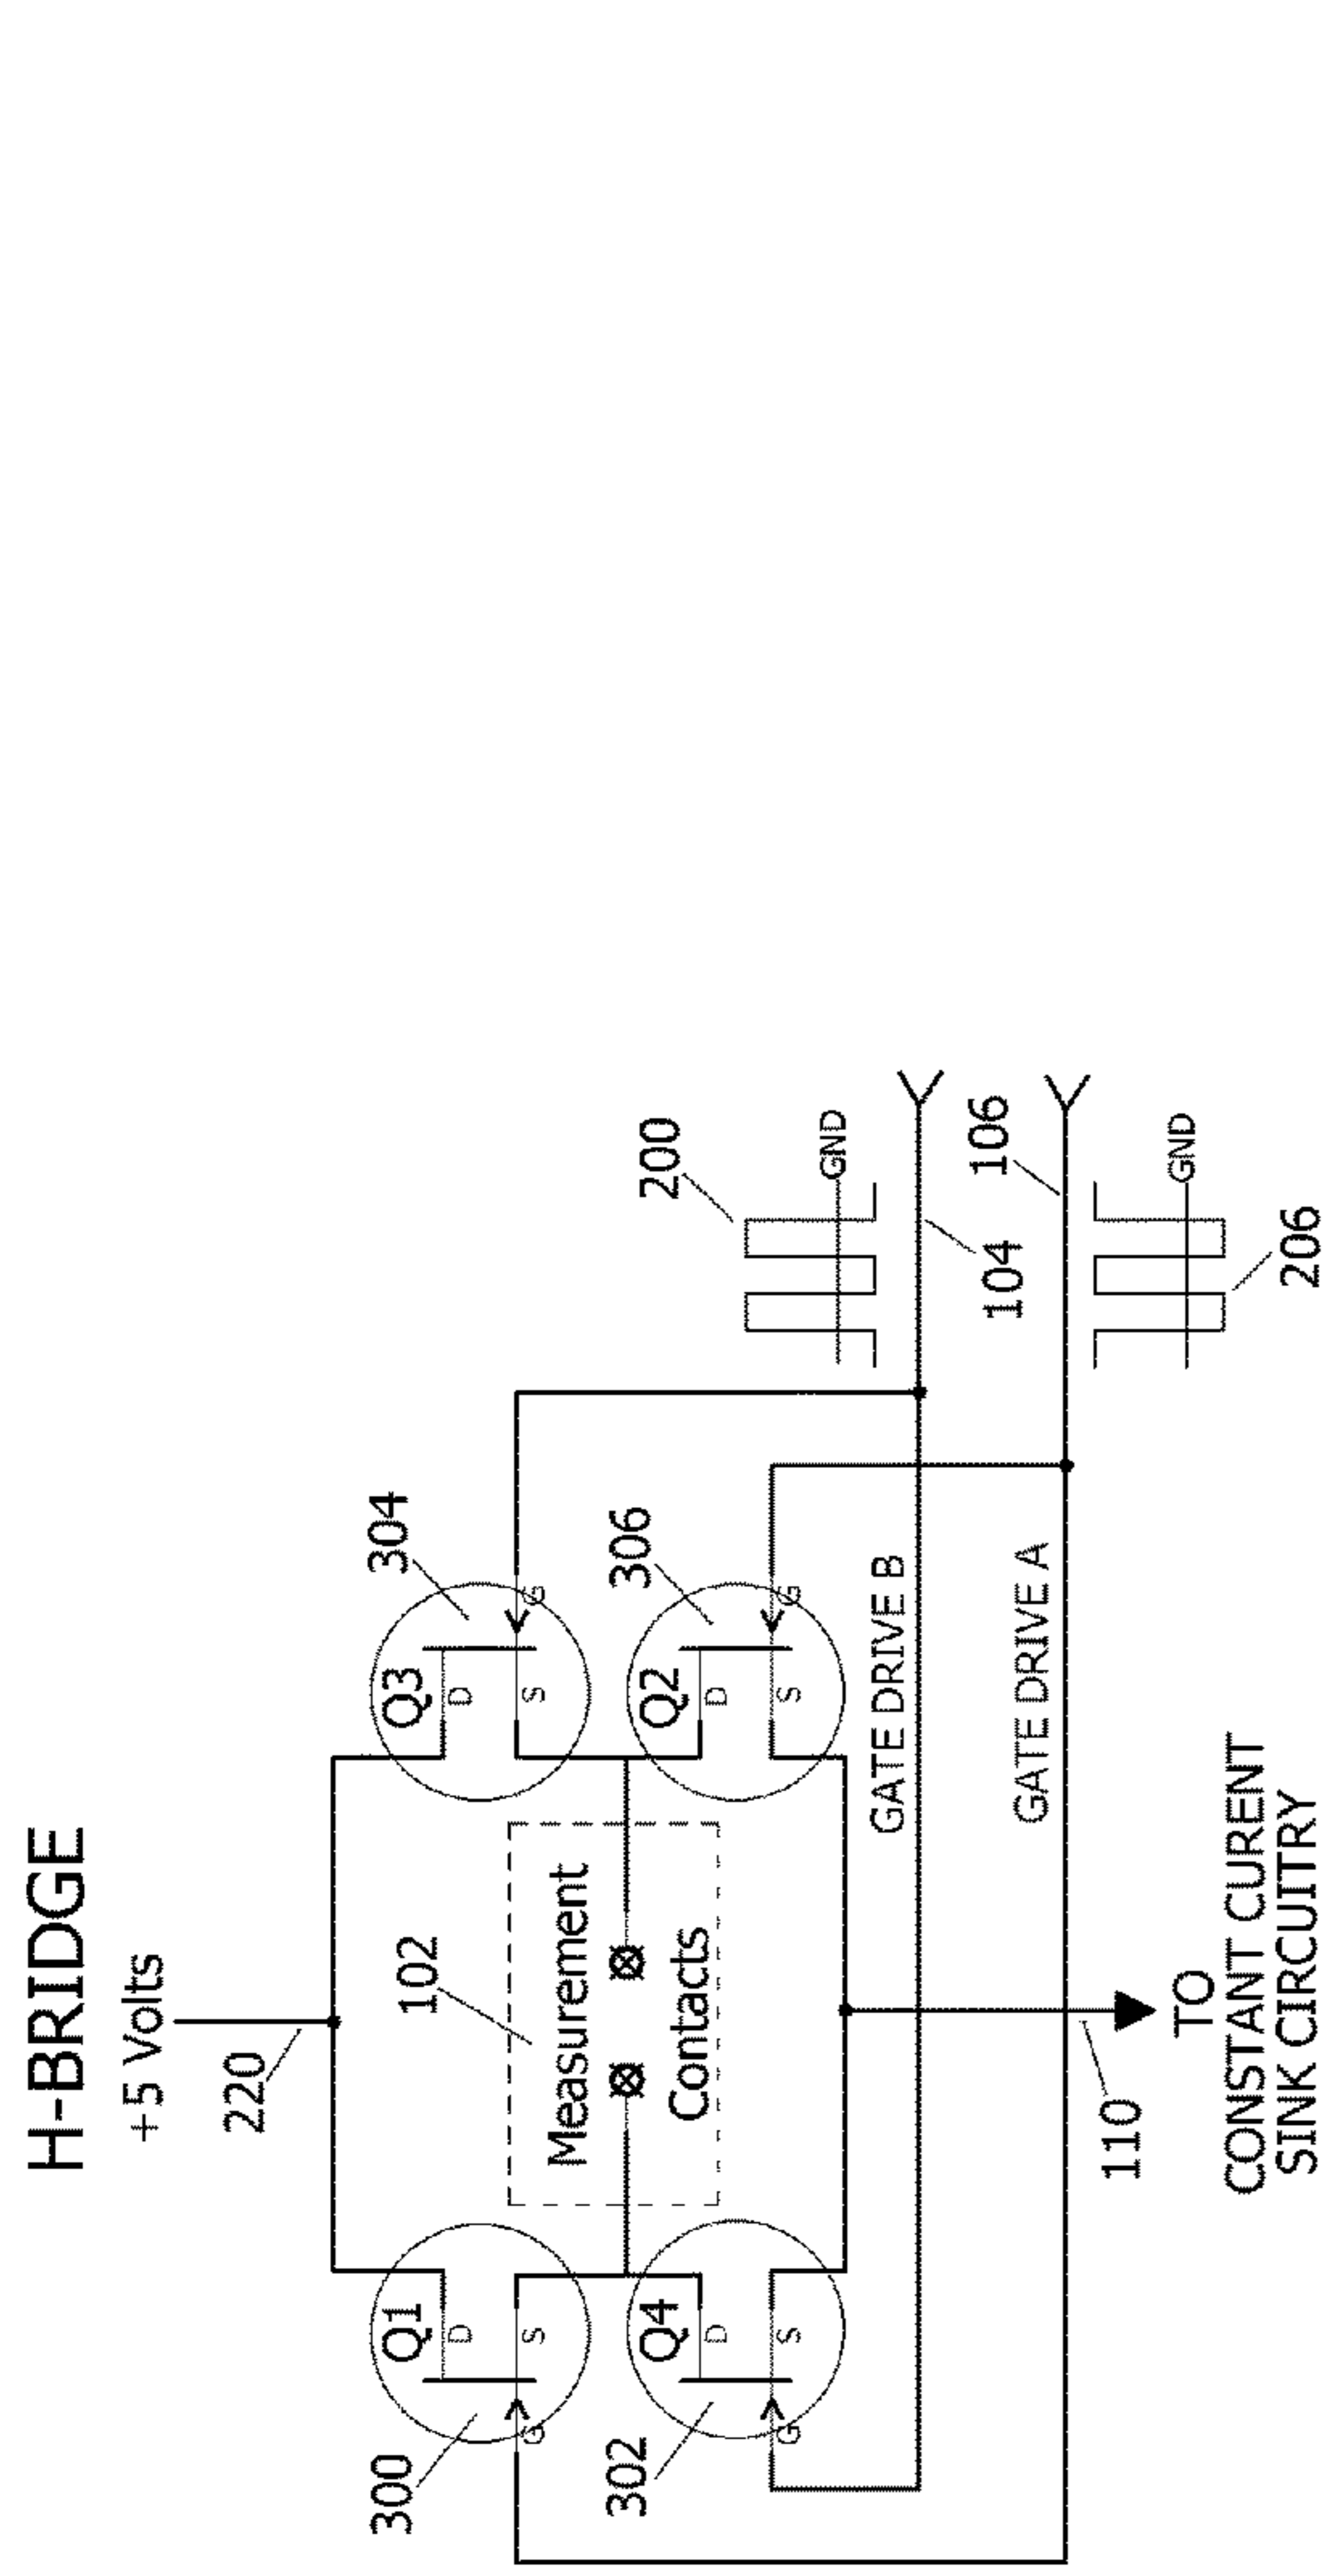 H-BRIDGE
+5 Volts
220
300
Q1
D
S
G
304
Q3
D
S
G
102
Measurement
Contacts
302
Q4
D
S
G
306
Q2
D
S
G
200
GND
GATE DRIVE B
104
106
GATE DRIVE A
GND
206
110
TO
CONSTANT CURENT
SINK CIRCUITRY